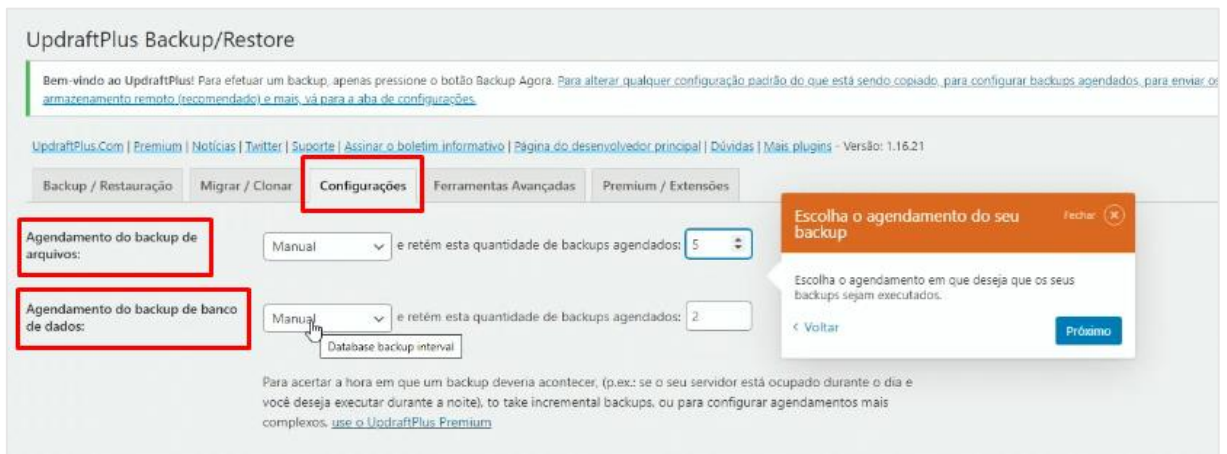 UpdraftPlus Backup/Restore
Bem-vindo ao UpdraftPlus! Para efetuar um backup, apenas pressione o botão Backup Agora. Para alterar qualquer configuração padrão do que está sendo copiado, para configurar backups agendados, para enviar os
armazenamento remoto (recomendado) e mais, vá para a aba de configurações.
UpdraftPlus.Com | Premium | Notícias | Twitter | Suporte | Assinar o boletim informativo | Página do desenvolvedor principal | Dúvidas | Mais plugins - Versão: 1.16.21
Backup / Restauração Migrar / Clonar Configurações Ferramentas Avançadas Premium / Extensões
Agendamento do backup de
arquivos:
Manual e retém esta quantidade de backups agendados: 5
Escolha o agendamento do seu
backup
Fechar
Escolha o agendamento em que deseja que os seus
backups sejam executados.
< Voltar Próximo
Agendamento do backup de banco
de dados:
Manual e retém esta quantidade de backups agendados: 2
Database backup interval
Para acertar a hora em que um backup deveria acontecer, (p.ex.: se o seu servidor está ocupado durante o dia e
você deseja executar durante a noite), to take incremental backups, ou para configurar agendamentos mais
complexos, use o UpdraftPlus Premium